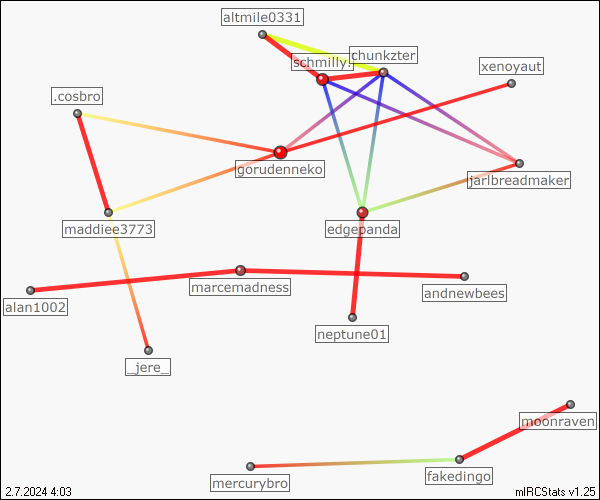 altmile0331
chunkzter
schmilly:
xenoyaut
.cosbro
gorudenneko
jarlbreadmaker
maddiee3773
edgepanda
marcemadness
andnewbees
alan1002
neptune01
_jere_
moonraven
fakedingo
mercurybro
2.7.2024 4:03
mIRCStats v1.25